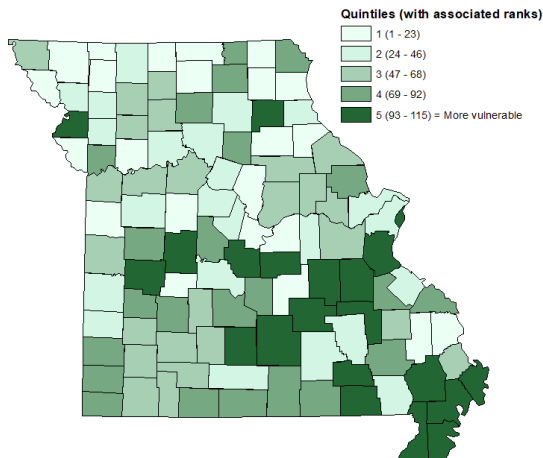 Quintiles (with associated ranks)
1 (1 - 23)
2 (24 - 46)
3 (47 - 68)
4 (69 - 92)
5 (93 - 115) = More vulnerable